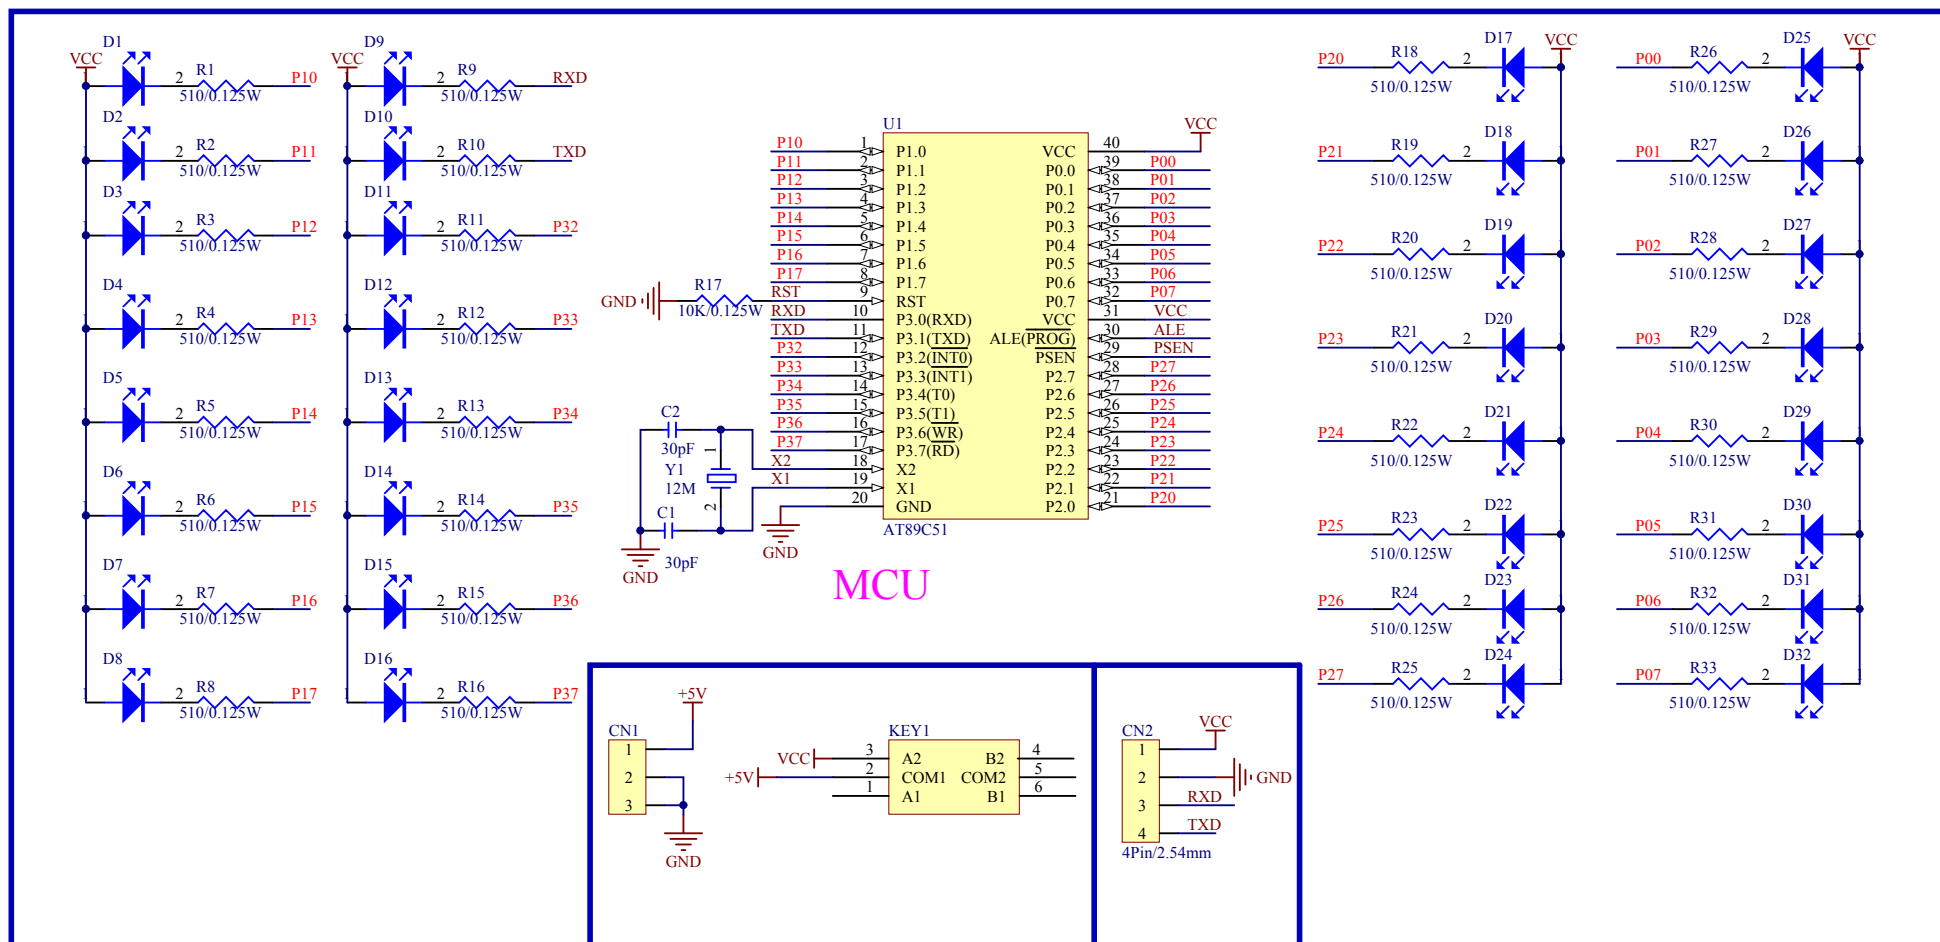 VCC
D1
1
2
R1
510/0.125W
P10
D2
1
2
R2
510/0.125W
P11
D3
1
2
R3
510/0.125W
P12
D4
1
2
R4
510/0.125W
P13
D5
1
2
R5
510/0.125W
P14
D6
1
2
R6
510/0.125W
P15
D7
1
2
R7
510/0.125W
P16
D8
1
2
R8
510/0.125W
P17
VCC
D9
1
2
R9
510/0.125W
RXD
D10
1
2
R10
510/0.125W
TXD
D11
1
2
R11
510/0.125W
P32
D12
1
2
R12
510/0.125W
P33
D13
1
2
R13
510/0.125W
P34
D14
1
2
R14
510/0.125W
P35
D15
1
2
R15
510/0.125W
P36
D16
1
2
R16
510/0.125W
P37
U1
P10 1 P1.0
P11 2 P1.1
P12 3 P1.2
P13 4 P1.3
P14 5 P1.4
P15 6 P1.5
P16 7 P1.6
P17 8 P1.7
RST 9 RST
RXD 10 P3.0(RXD)
TXD 11 P3.1(TXD)
P32 12 P3.2(INT0)
P33 13 P3.3(INT1)
P34 14 P3.4(T0)
P35 15 P3.5(T1)
P36 16 P3.6(WR)
P37 17 P3.7(RD)
X2 18 X2
X1 19 X1
20 GND
VCC
VCC 40
P0.0 39 P00
P0.1 38 P01
P0.2 37 P02
P0.3 36 P03
P0.4 35 P04
P0.5 34 P05
P0.6 33 P06
P0.7 32 P07
VCC 31 VCC
ALE(PROG) 30 ALE
PSEN 29 PSEN
P2.7 28 P27
P2.6 27 P26
P2.5 26 P25
P2.4 25 P24
P2.3 24 P23
P2.2 23 P22
P2.1 22 P21
P2.0 21 P20
AT89C51
GND
R17
10K/0.125W
C2
30pF
Y1
12M
1
2
C1
30pF
GND
GND
MCU
P20
R18
510/0.125W
2
D17
VCC
P21
R19
510/0.125W
2
D18
P22
R20
510/0.125W
2
D19
P23
R21
510/0.125W
2
D20
P24
R22
510/0.125W
2
D21
P25
R23
510/0.125W
2
D22
P26
R24
510/0.125W
2
D23
P27
R25
510/0.125W
2
D24
P00
R26
510/0.125W
2
D25
VCC
P01
R27
510/0.125W
2
D26
P02
R28
510/0.125W
2
D27
P03
R29
510/0.125W
2
D28
P04
R30
510/0.125W
2
D29
P05
R31
510/0.125W
2
D30
P06
R32
510/0.125W
2
D31
P07
R33
510/0.125W
2
D32
+5V
CN1
1
2
3
GND
KEY1
VCC 3 A2 B2 4
+5V 2 COM1 COM2 5
1 A1 B1 6
CN2
VCC
1
2 GND
3 RXD
4 TXD
4Pin/2.54mm